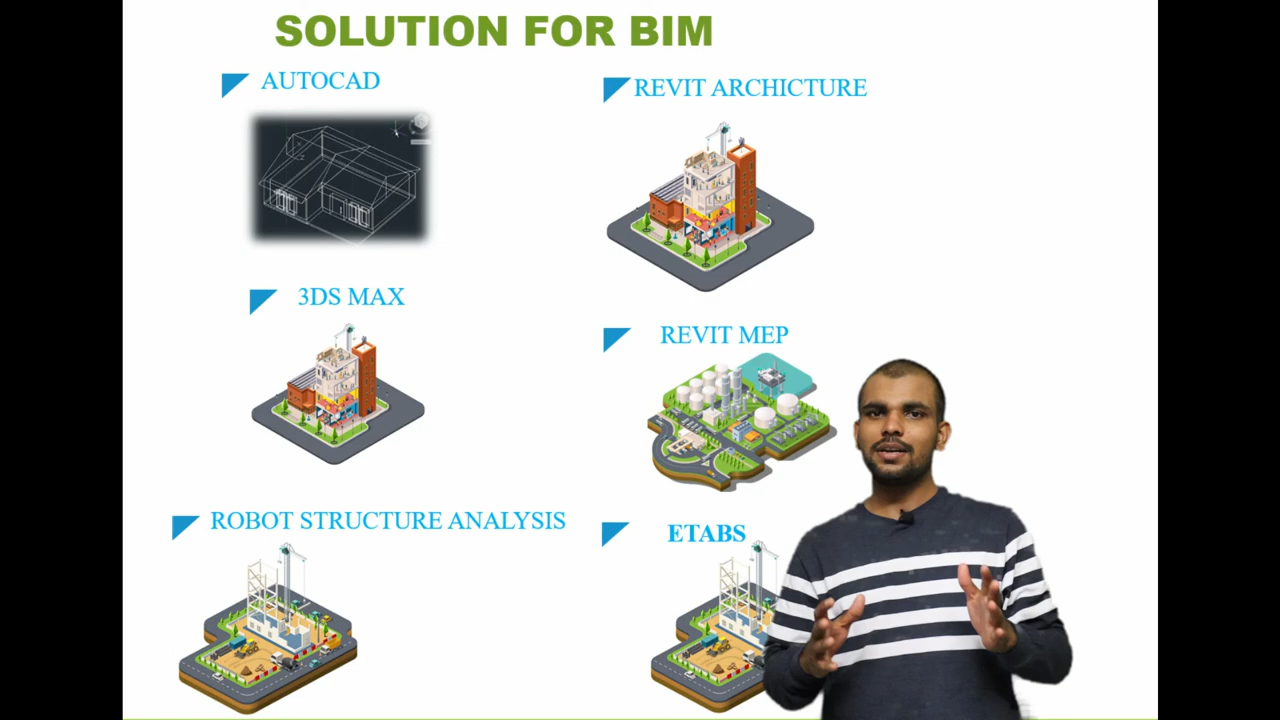 SOLUTION FOR BIM
AUTOCAD
REVIT ARCHICTURE
3DS MAX
REVIT MEP
ROBOT STRUCTURE ANALYSIS
ETABS